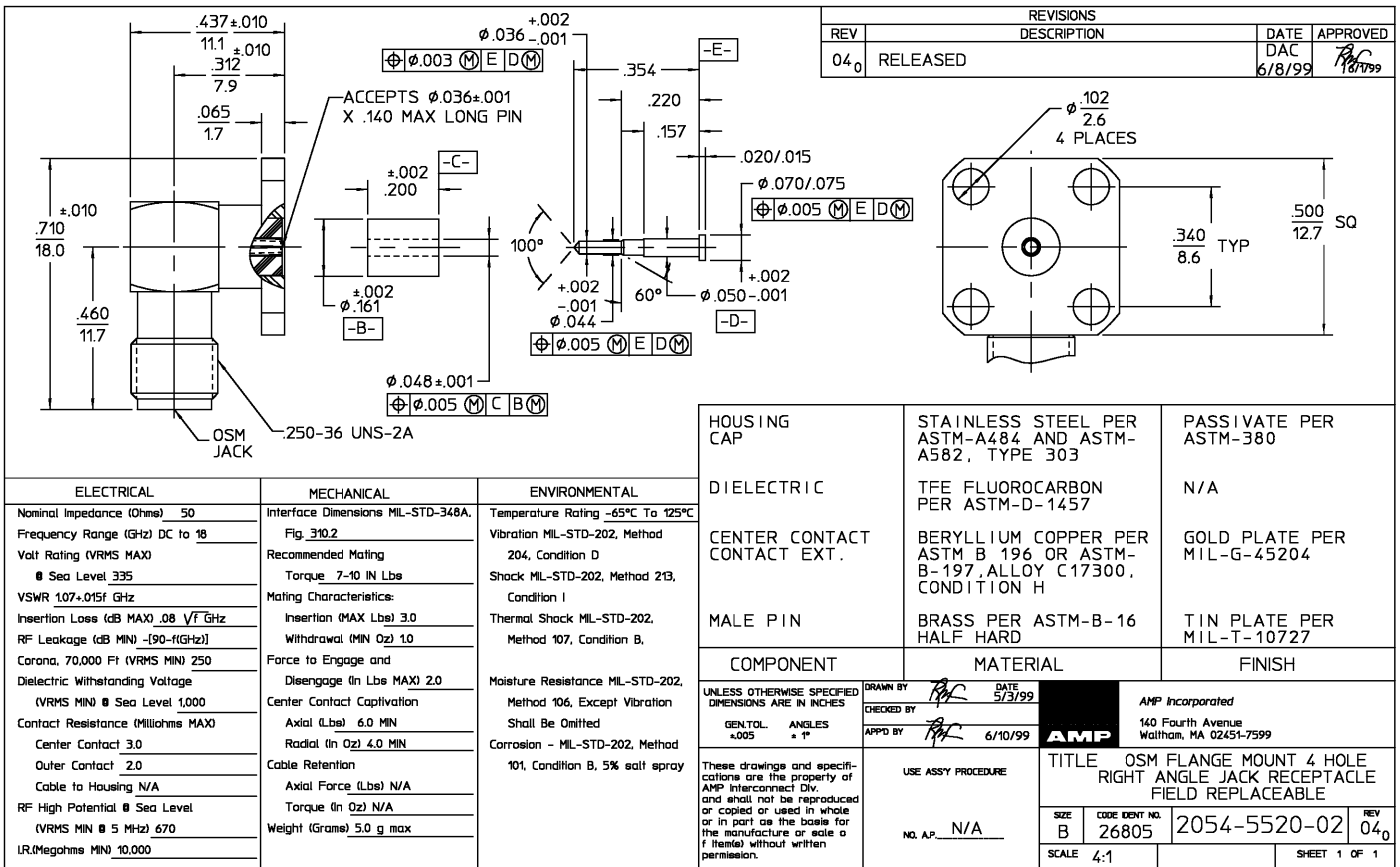 .437±.010
11.1
±.010
.312
7.9
.065
1.7
ACCEPTS ⌀.036±.001
X .140 MAX LONG PIN
±.010
.710
18.0
.460
11.7
OSM
JACK
.250-36 UNS-2A
-C-
±.002
.200
±.002
⌀.161
-B-
⌀.048±.001
⌖ ⌀.005 Ⓜ C BⓂ
+.002
⌀.036 -.001
⌖ ⌀.003 Ⓜ E DⓂ
-E-
.354
.220
.157
.020/.015
⌀.070/.075
⌖ ⌀.005 Ⓜ E DⓂ
100°
60°
+.002
-.001
⌀.044
⌖ ⌀.005 Ⓜ E DⓂ
+.002
⌀.050-.001
-D-
REVISIONS
REV DESCRIPTION DATE APPROVED
04₀ RELEASED DAC 6/8/99
⌀ .102
2.6
4 PLACES
.340
8.6
TYP
.500
12.7
SQ
ELECTRICAL
Nominal Impedance (Ohms) 50
Frequency Range (GHz) DC to 18
Volt Rating (VRMS MAX)
@ Sea Level 335
VSWR 1.07+.015f GHz
Insertion Loss (dB MAX) .08 √f GHz
RF Leakage (dB MIN) -[90-f(GHz)]
Corona, 70,000 Ft (VRMS MIN) 250
Dielectric Withstanding Voltage
(VRMS MIN) @ Sea Level 1,000
Contact Resistance (Milliohms MAX)
Center Contact 3.0
Outer Contact 2.0
Cable to Housing N/A
RF High Potential @ Sea Level
(VRMS MIN @ 5 MHz) 670
I.R.(Megohms MIN) 10,000
MECHANICAL
Interface Dimensions MIL-STD-348A,
Fig. 310.2
Recommended Mating
Torque 7-10 IN Lbs
Mating Characteristics:
Insertion (MAX Lbs) 3.0
Withdrawal (MIN Oz) 1.0
Force to Engage and
Disengage (In Lbs MAX) 2.0
Center Contact Captivation
Axial (Lbs) 6.0 MIN
Radial (In Oz) 4.0 MIN
Cable Retention
Axial Force (Lbs) N/A
Torque (In Oz) N/A
Weight (Grams) 5.0 g max
ENVIRONMENTAL
Temperature Rating -65°C To 125°C
Vibration MIL-STD-202, Method
204, Condition D
Shock MIL-STD-202, Method 213,
Condition I
Thermal Shock MIL-STD-202,
Method 107, Condition B,
Moisture Resistance MIL-STD-202,
Method 106, Except Vibration
Shall Be Omitted
Corrosion - MIL-STD-202, Method
101, Condition B, 5% salt spray
HOUSING
CAP
STAINLESS STEEL PER
ASTM-A484 AND ASTM-
A582, TYPE 303
PASSIVATE PER
ASTM-380
DIELECTRIC
TFE FLUOROCARBON
PER ASTM-D-1457
N/A
CENTER CONTACT
CONTACT EXT.
BERYLLIUM COPPER PER
ASTM B 196 OR ASTM-
B-197,ALLOY C17300,
CONDITION H
GOLD PLATE PER
MIL-G-45204
MALE PIN
BRASS PER ASTM-B-16
HALF HARD
TIN PLATE PER
MIL-T-10727
COMPONENT MATERIAL FINISH
UNLESS OTHERWISE SPECIFIED
DIMENSIONS ARE IN INCHES
GEN.TOL. ANGLES
±.005 ± 1°
DRAWN BY DATE
5/3/99
CHECKED BY
APP'D BY 6/10/99
AMP
AMP Incorporated
140 Fourth Avenue
Waltham, MA 02451-7599
These drawings and specifi-
cations are the property of
AMP Interconnect Div.
and shall not be reproduced
or copied or used in whole
or in part as the basis for
the manufacture or sale o
f item(s) without written
permission.
USE ASS'Y PROCEDURE
NO. A.P. N/A
TITLE OSM FLANGE MOUNT 4 HOLE
RIGHT ANGLE JACK RECEPTACLE
FIELD REPLACEABLE
SIZE
B
CODE IDENT NO.
26805
2054-5520-02
REV
04₀
SCALE 4:1
SHEET 1 OF 1